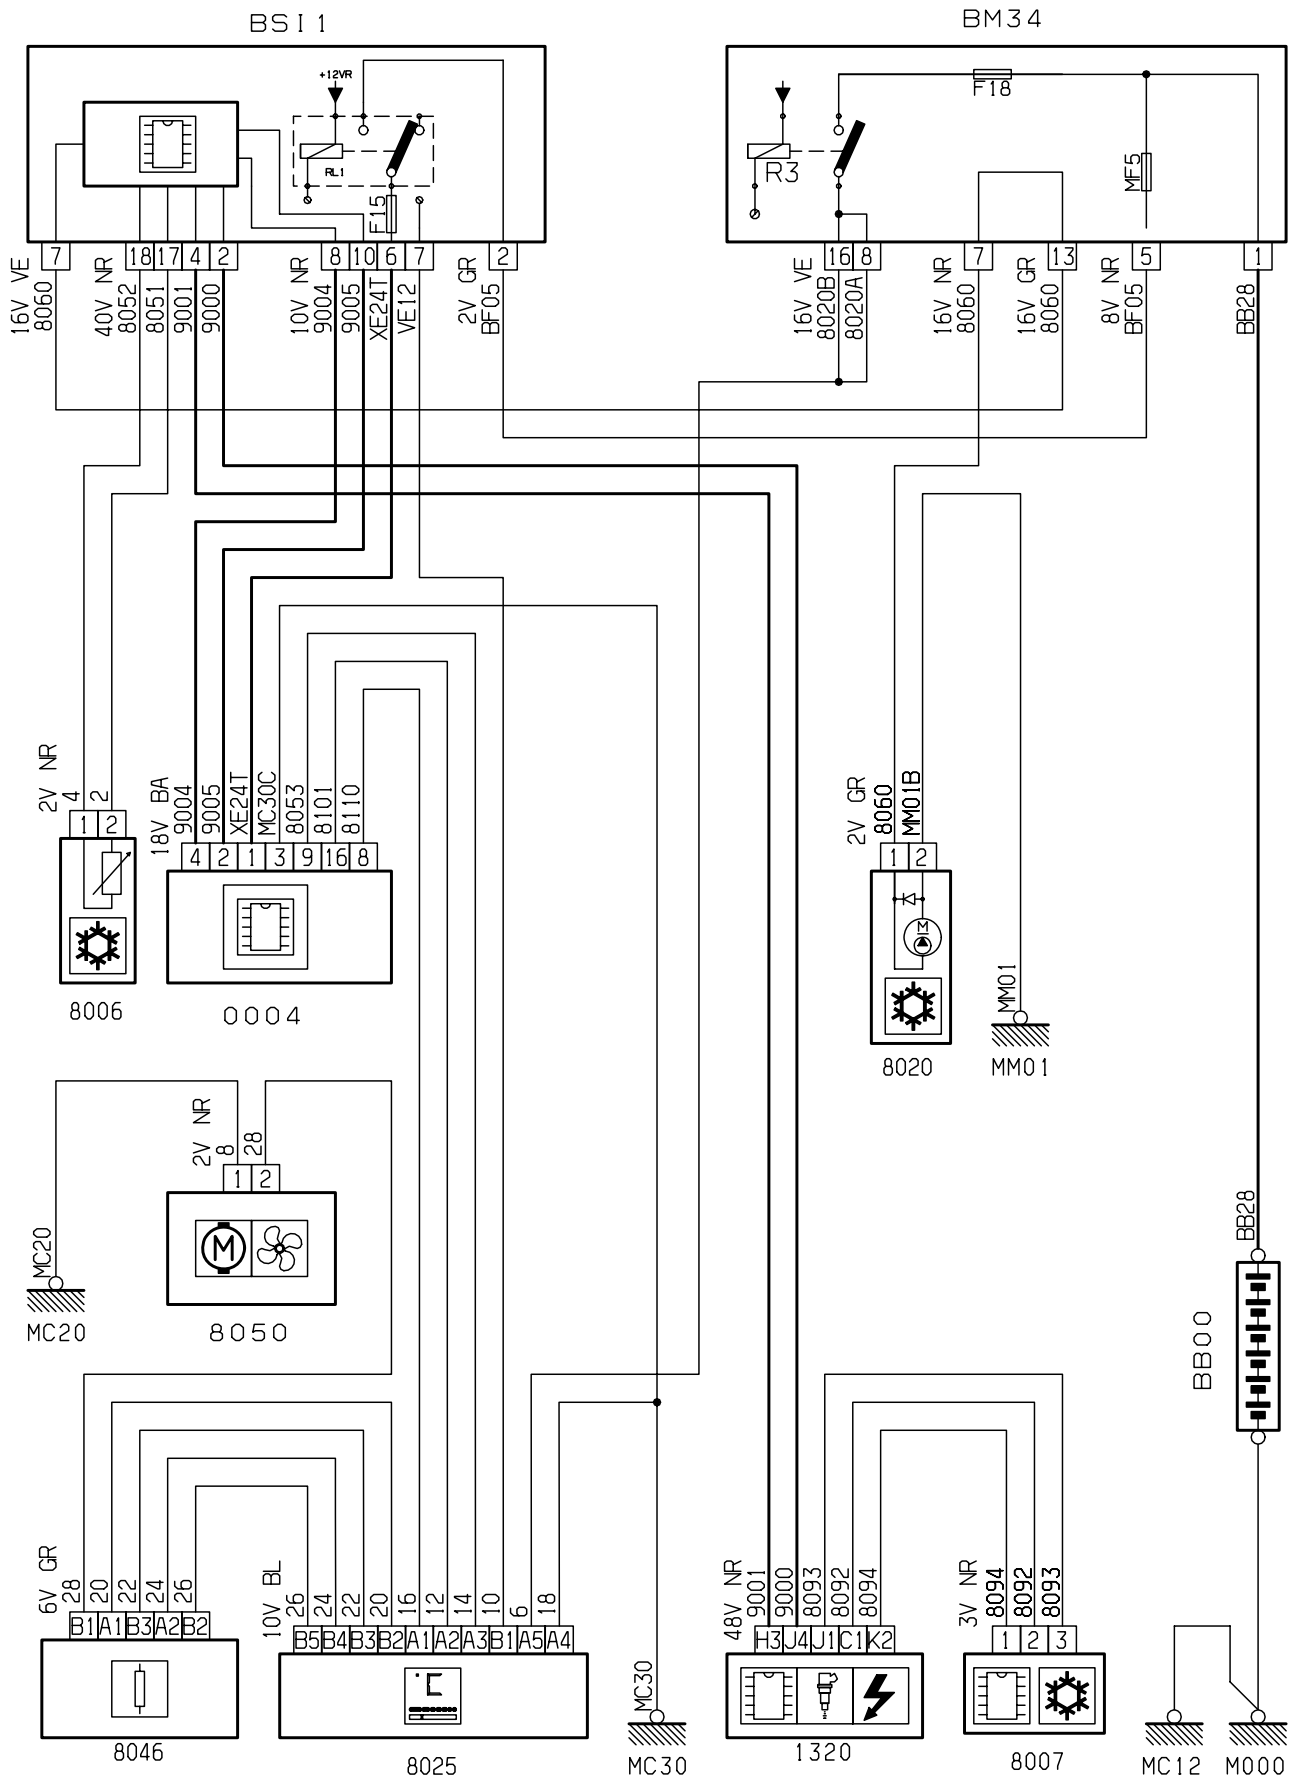 BSI1
BM34
+12VR
RL1
F15
F18
R3
MF5
7 18 17 4 2 8 10 6 7 2
16 8 7 13 5 1
16V VE
8060
40V NR
8052
8051
9001
9000
10V NR
9004
9005
XE24T
VE12
2V GR
BF05
16V VE
8020B
8020A
16V NR
8060
16V GR
8060
8V NR
BF05
BB28
2V NR
4
2
1 2
8006
18V BA
9004
9005
XE24T
MC30C
8053
8101
8110
4 2 1 3 9 16 8
0004
2V GR
8060
MM01B
1 2
M
8020
MM01
MM01
2V NR
8
28
1 2
M
8050
MC20
MC20
BB28
BB00
6V GR
28
20
22
24
26
B1 A1 B3 A2 B2
8046
10V BL
26
24
22
20
16
12
14
10
6
18
B5 B4 B3 B2 A1 A2 A3 B1 A5 A4
°C
8025
MC30
MC30
48V NR
9001
9000
8093
8092
8094
H3 J4 J1 C1 K2
1320
3V NR
8094
8092
8093
1 2 3
8007
MC12
M000